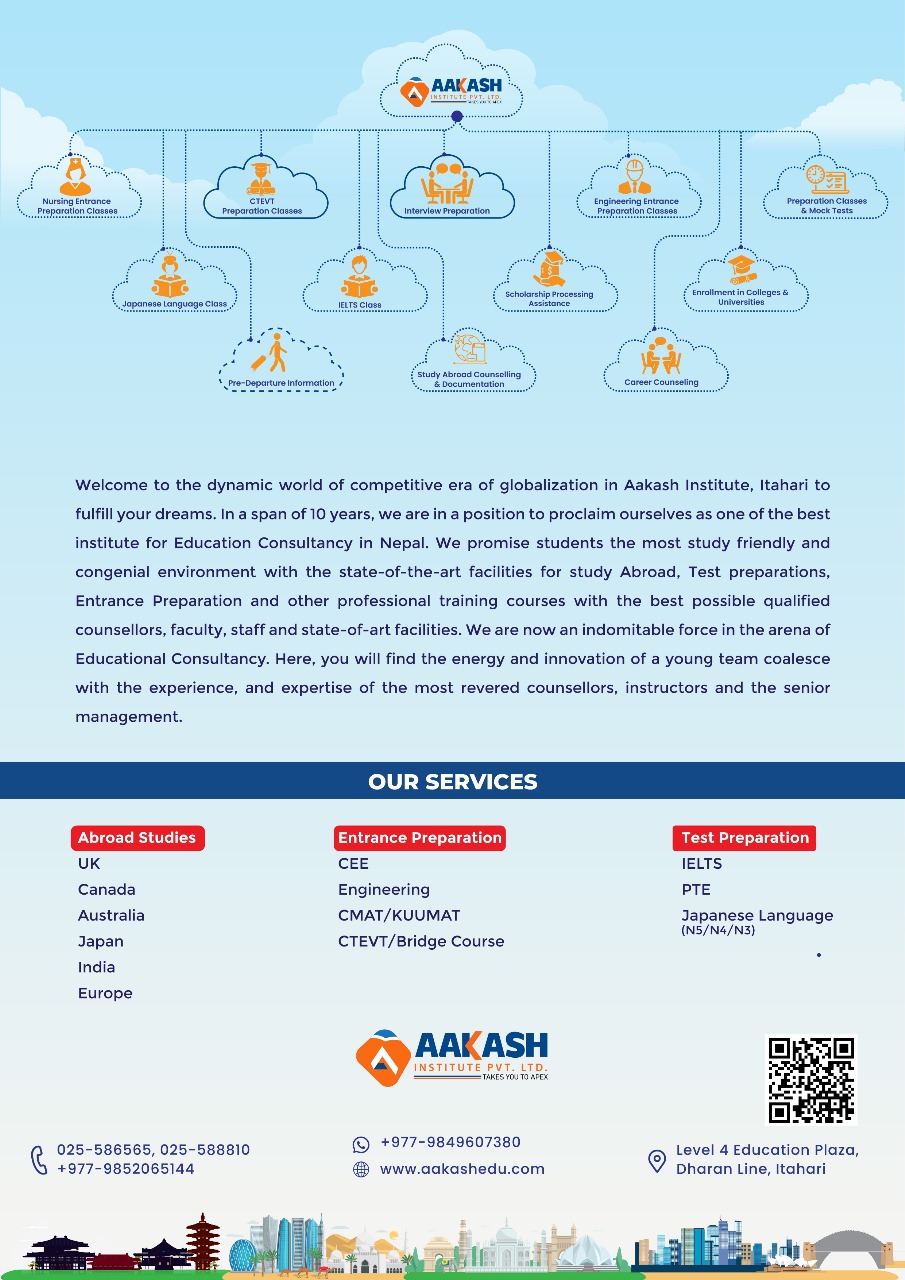 AAKASH
INSTITUTE PVT. LTD.
TAKES YOU TO APEX
Nursing Entrance
Preparation Classes
CTEVT
Preparation Classes
Interview Preparation
Engineering Entrance
Preparation Classes
Preparation Classes
& Mock Tests
Japanese Language Class
IELTS Class
Scholarship Processing
Assistance
Enrollment in Colleges &
Universities
Pre-Departure Information
Study Abroad Counselling
& Documentation
Career Counseling
Welcome to the dynamic world of competitive era of globalization in Aakash Institute, Itahari to
fulfill your dreams. In a span of 10 years, we are in a position to proclaim ourselves as one of the best
institute for Education Consultancy in Nepal. We promise students the most study friendly and
congenial environment with the state-of-the-art facilities for study Abroad, Test preparations,
Entrance Preparation and other professional training courses with the best possible qualified
counsellors, faculty, staff and state-of-art facilities. We are now an indomitable force in the arena of
Educational Consultancy. Here, you will find the energy and innovation of a young team coalesce
with the experience, and expertise of the most revered counsellors, instructors and the senior
management.
OUR SERVICES
Abroad Studies
UK
Canada
Australia
Japan
India
Europe
Entrance Preparation
CEE
Engineering
CMAT/KUUMAT
CTEVT/Bridge Course
Test Preparation
IELTS
PTE
Japanese Language
(N5/N4/N3)
AAKASH
INSTITUTE PVT. LTD.
TAKES YOU TO APEX
025-586565, 025-588810
+977-9852065144
+977-9849607380
www.aakashedu.com
Level 4 Education Plaza,
Dharan Line, Itahari